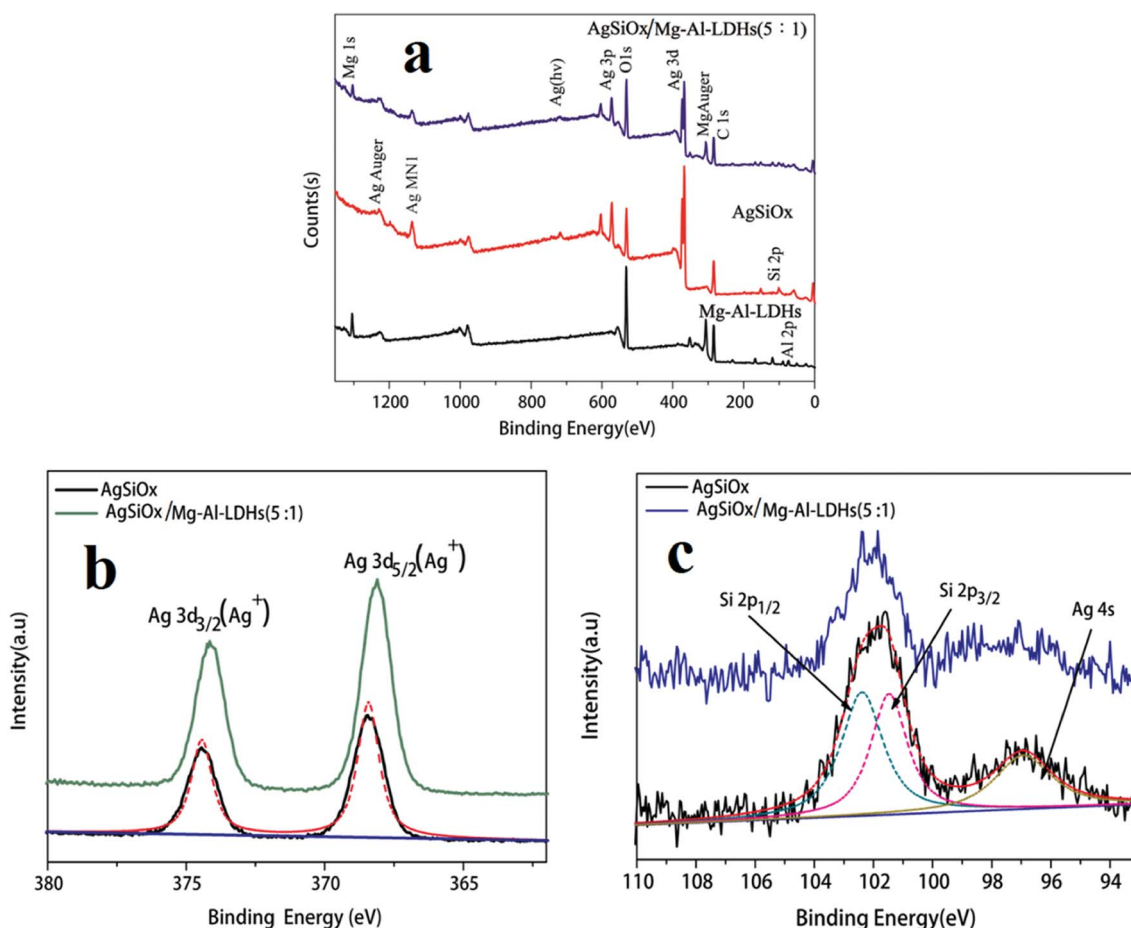 AgSiOx/Mg-Al-LDHs(5 : 1)
a
Mg 1s
Ag(hv)
Ag 3p
O1s
Ag 3d
MgAuger
C 1s
Ag Auger
Ag MN1
AgSiOx
Si 2p
Mg-Al-LDHs
Al 2p
Counts(s)
1200 1000 800 600 400 200 0
Binding Energy(eV)
AgSiOx
AgSiOx/Mg-Al-LDHs(5 :1)
b
Ag 3d5/2(Ag+)
Ag 3d3/2(Ag+)
Intensity(a.u)
380 375 370 365
Binding Energy (eV)
AgSiOx
AgSiOx/Mg-Al-LDHs(5 :1)
c
Si 2p1/2
Si 2p3/2
Ag 4s
Intensity(a.u)
110 108 106 104 102 100 98 96 94
Binding Energy(eV)